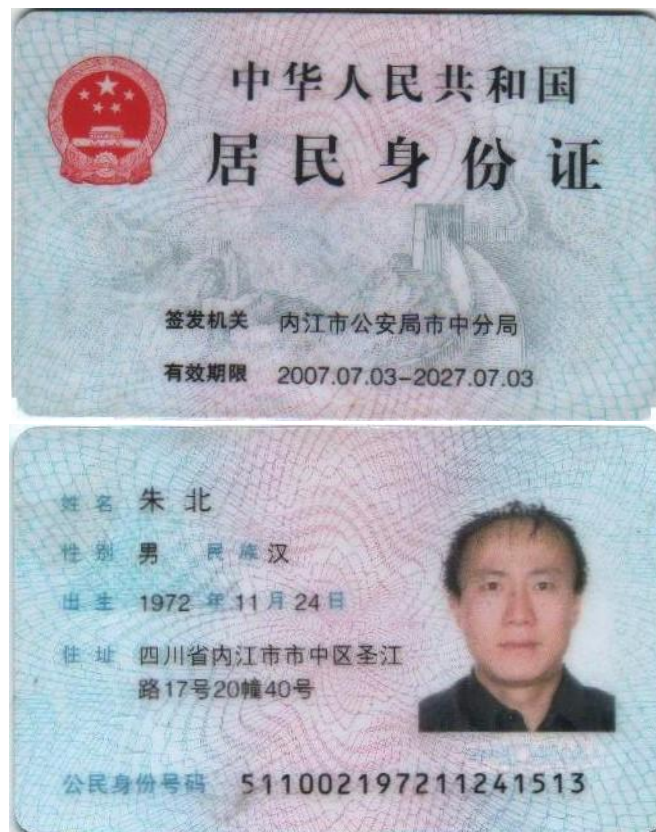 中华人民共和国
居民身份证
签发机关 内江市公安局市中分局
有效期限 2007.07.03-2027.07.03
姓名 朱北
性别 男 民族 汉
出生 1972 年 11 月 24 日
住址 四川省内江市市中区圣江
路17号20幢40号
公民身份号码 511002197211241513